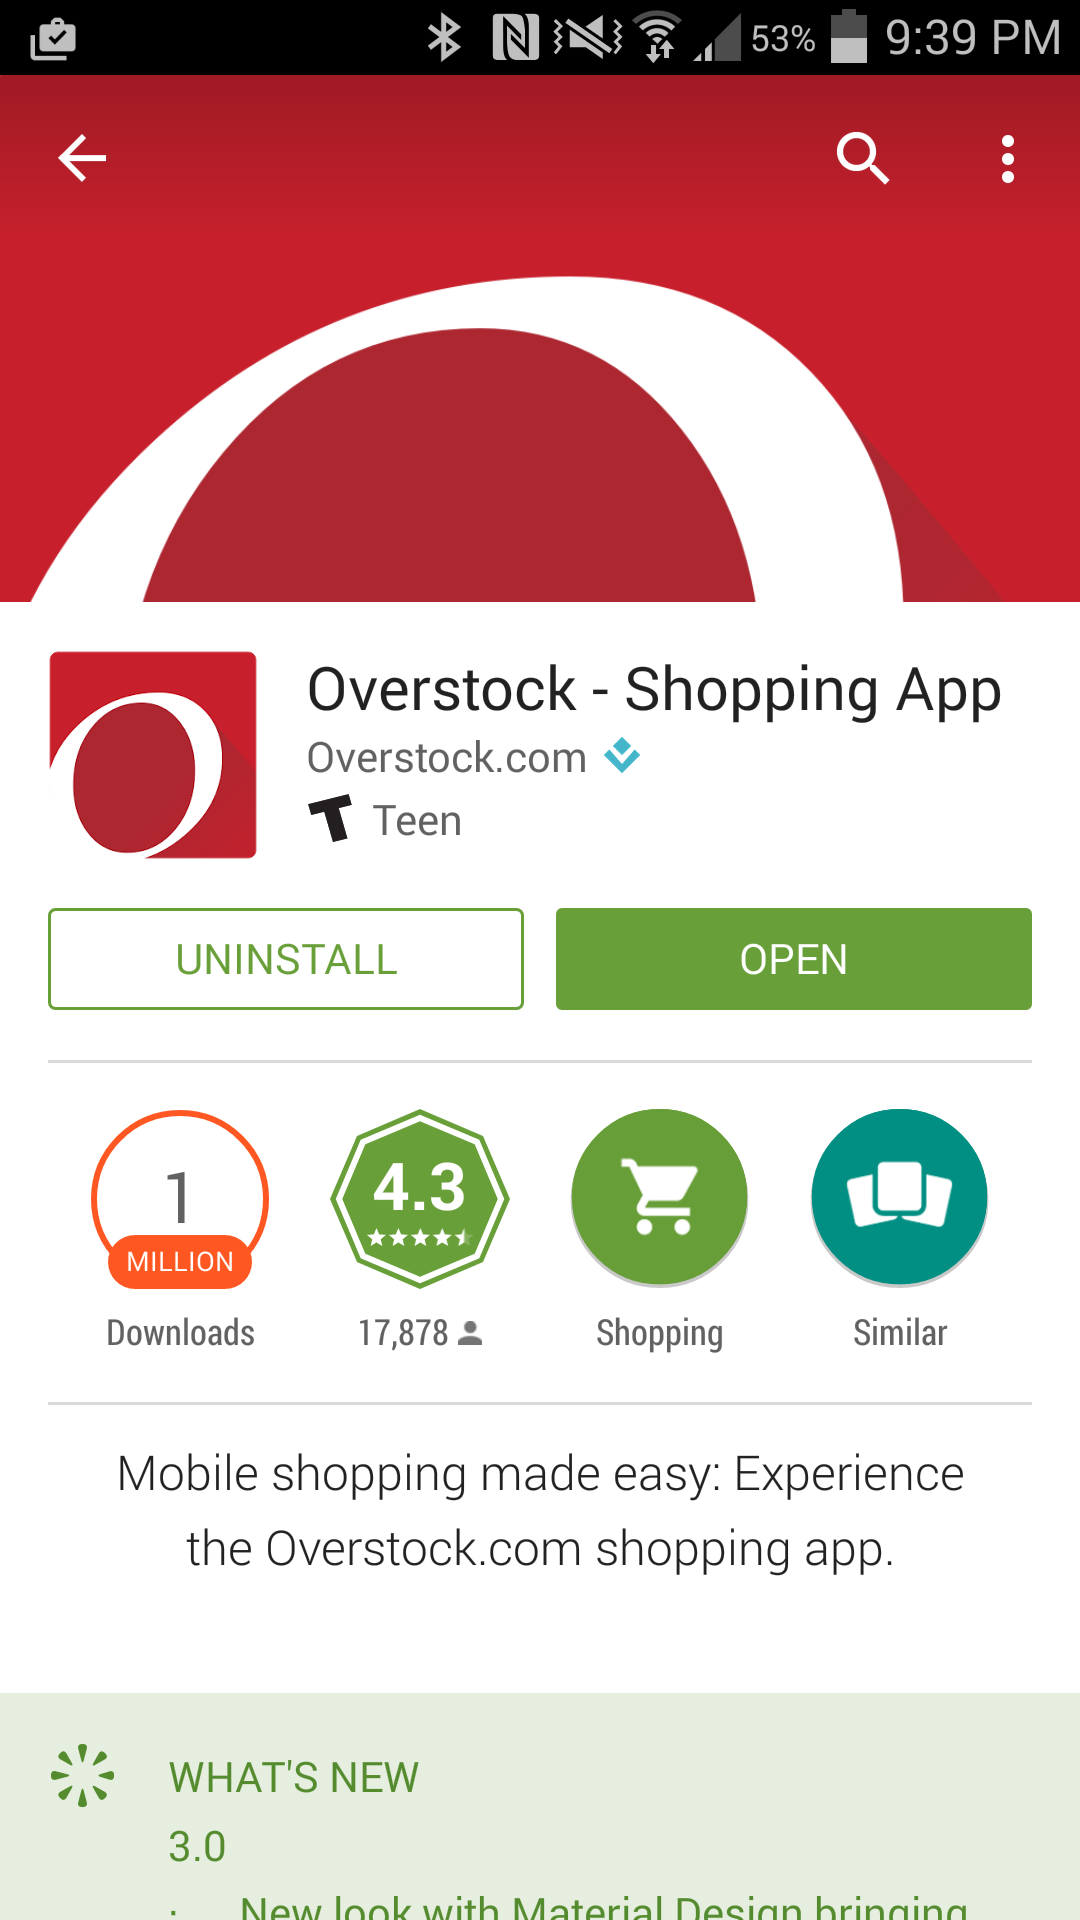 53% 9:39 PM
Overstock - Shopping App
Overstock.com
T Teen
UNINSTALL
OPEN
1
MILLION
Downloads
4.3
17,878
Shopping
Similar
Mobile shopping made easy: Experience
the Overstock.com shopping app.
WHAT'S NEW
3.0
· New look with Material Design bringing